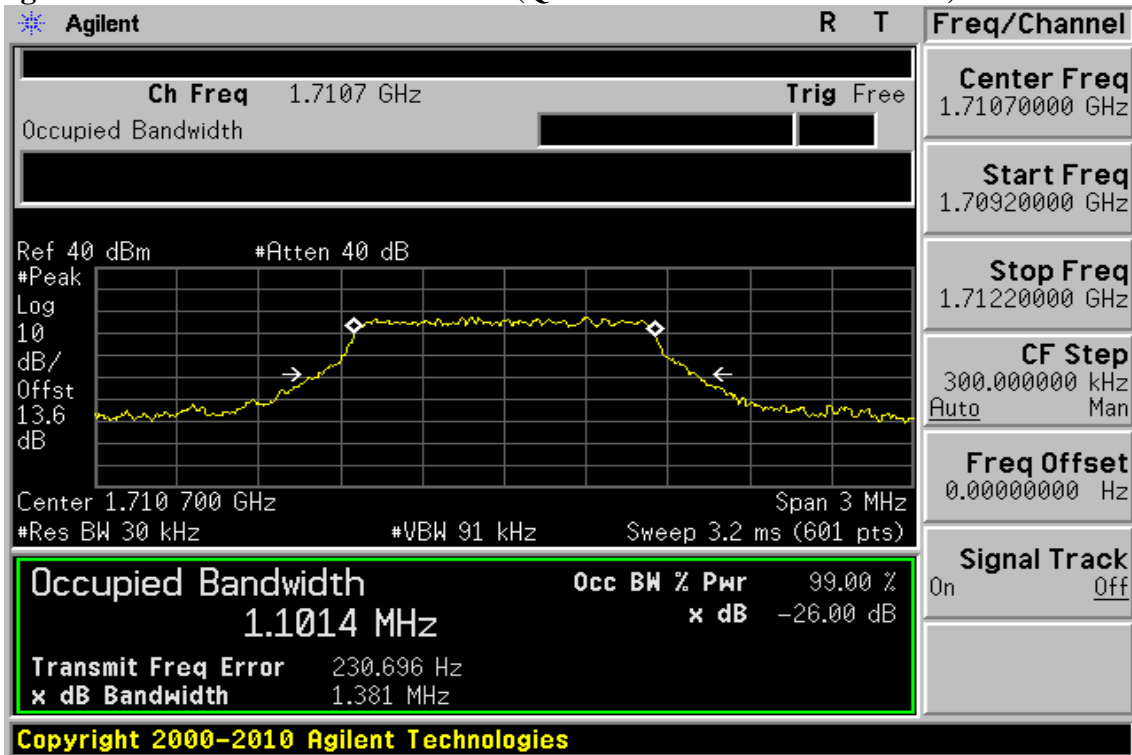 Agilent R T
Freq/Channel
Ch Freq 1.7107 GHz Trig Free
Occupied Bandwidth
Center Freq
1.71070000 GHz
Start Freq
1.70920000 GHz
Stop Freq
1.71220000 GHz
CF Step
300.000000 kHz
Auto Man
Freq Offset
0.00000000 Hz
Signal Track
On Off
Ref 40 dBm #Atten 40 dB
#Peak
Log
10
dB/
Offst
13.6
dB
Center 1.710 700 GHz Span 3 MHz
#Res BW 30 kHz #VBW 91 kHz Sweep 3.2 ms (601 pts)
Occupied Bandwidth Occ BW % Pwr 99.00 %
1.1014 MHz x dB -26.00 dB
Transmit Freq Error 230.696 Hz
x dB Bandwidth 1.381 MHz
Copyright 2000-2010 Agilent Technologies